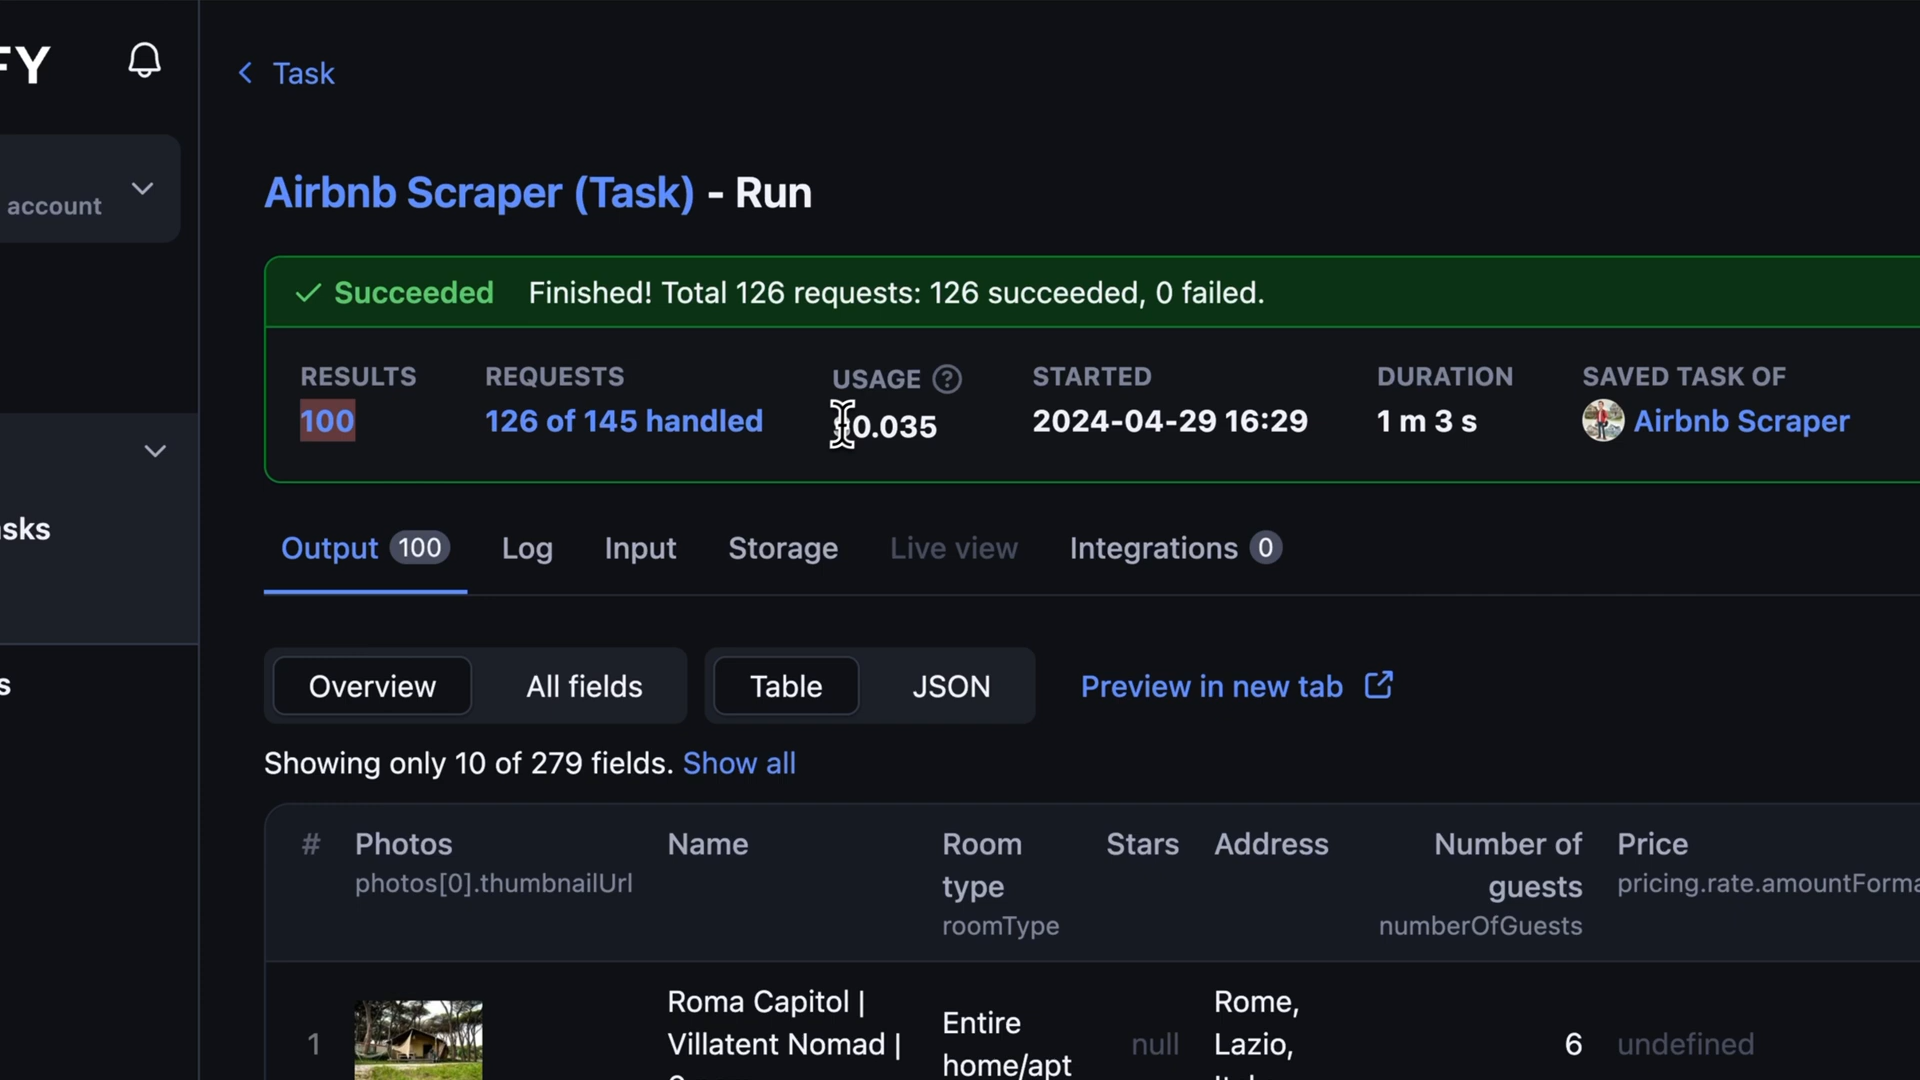 FY
Task
account
Airbnb Scraper (Task) - Run
Succeeded Finished! Total 126 requests: 126 succeeded, 0 failed.
RESULTS REQUESTS USAGE ? STARTED DURATION SAVED TASK OF
100 126 of 145 handled 0.035 2024-04-29 16:29 1 m 3 s Airbnb Scraper
asks
Output 100 Log Input Storage Live view Integrations 0
s
Overview All fields Table JSON Preview in new tab
Showing only 10 of 279 fields. Show all
# Photos Name Room Stars Address Number of Price
photos[0].thumbnailUrl type guests pricing.rate.amountForma
roomType numberOfGuests
Roma Capitol | Rome,
1 Villatent Nomad | Entire null Lazio, 6 undefined
home/apt